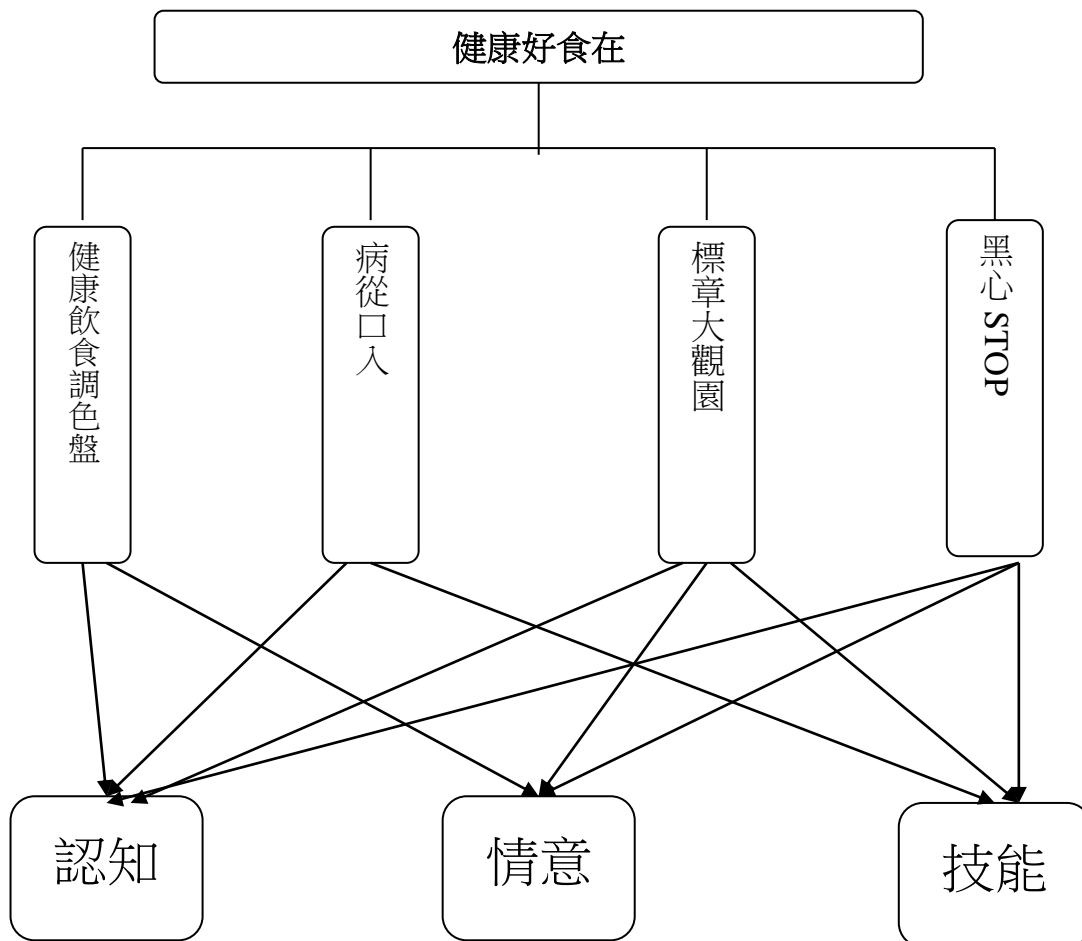 健康好食在
健康飲食調色盤
病從口入
標章大觀園
黑心 STOP
認知
情意
技能